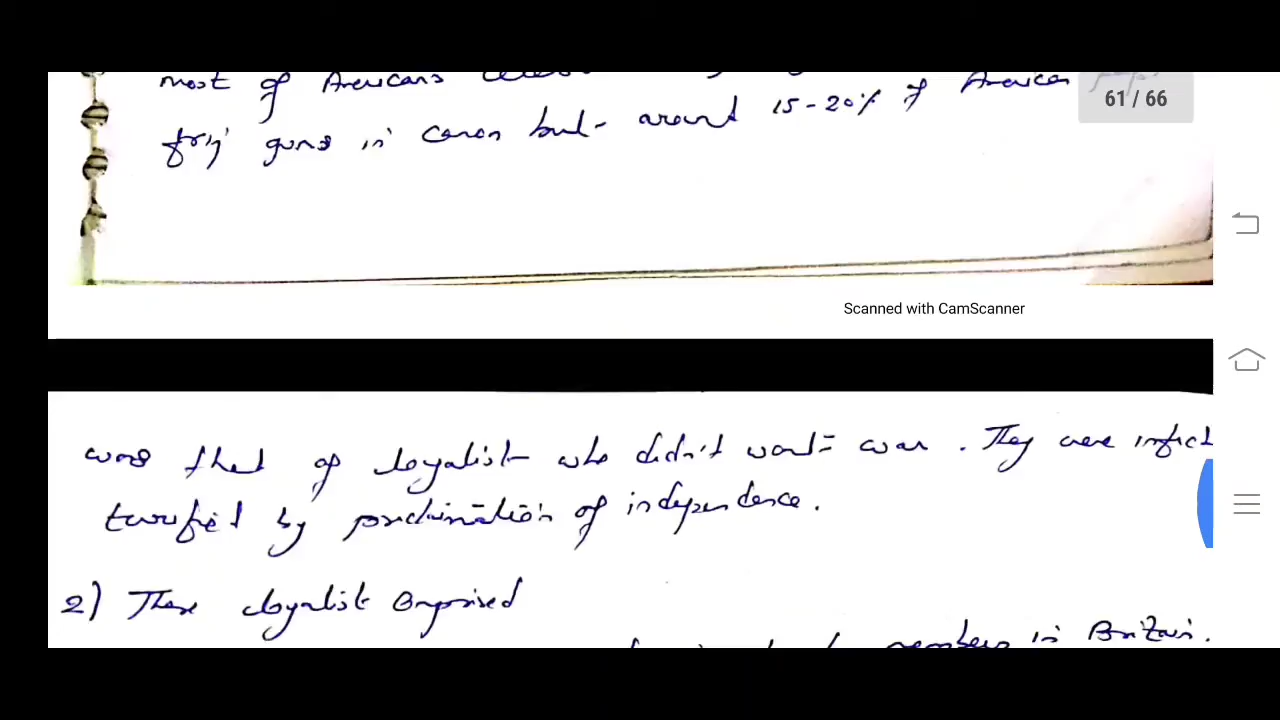 most of Americans
61 / 66
firing guns in canon but around 15-20% of American
Scanned with CamScanner
was that of loyalist who didn't want war. They were infact
terrified by proclamation of independence.
2) These loyalist comprised
members in Britain.